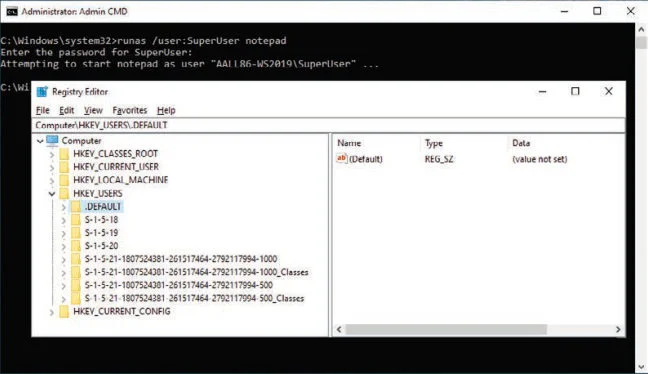 Administrator: Admin CMD
C:\Windows\system32>runas /user:SuperUser notepad
Enter the password for SuperUser:
Attempting to start notepad as user "AALL86-WS2019\SuperUser" ...
C:\Wi
Registry Editor
File Edit View Favorites Help
Computer\HKEY_USERS\.DEFAULT
Computer
HKEY_CLASSES_ROOT
HKEY_CURRENT_USER
HKEY_LOCAL_MACHINE
HKEY_USERS
.DEFAULT
S-1-5-18
S-1-5-19
S-1-5-20
S-1-5-21-1807524381-261517464-2792117994-1000
S-1-5-21-1807524381-261517464-2792117994-1000_Classes
S-1-5-21-1807524381-261517464-2792117994-500
S-1-5-21-1807524381-261517464-2792117994-500_Classes
HKEY_CURRENT_CONFIG
Name Type Data
ab (Default) REG_SZ (value not set)